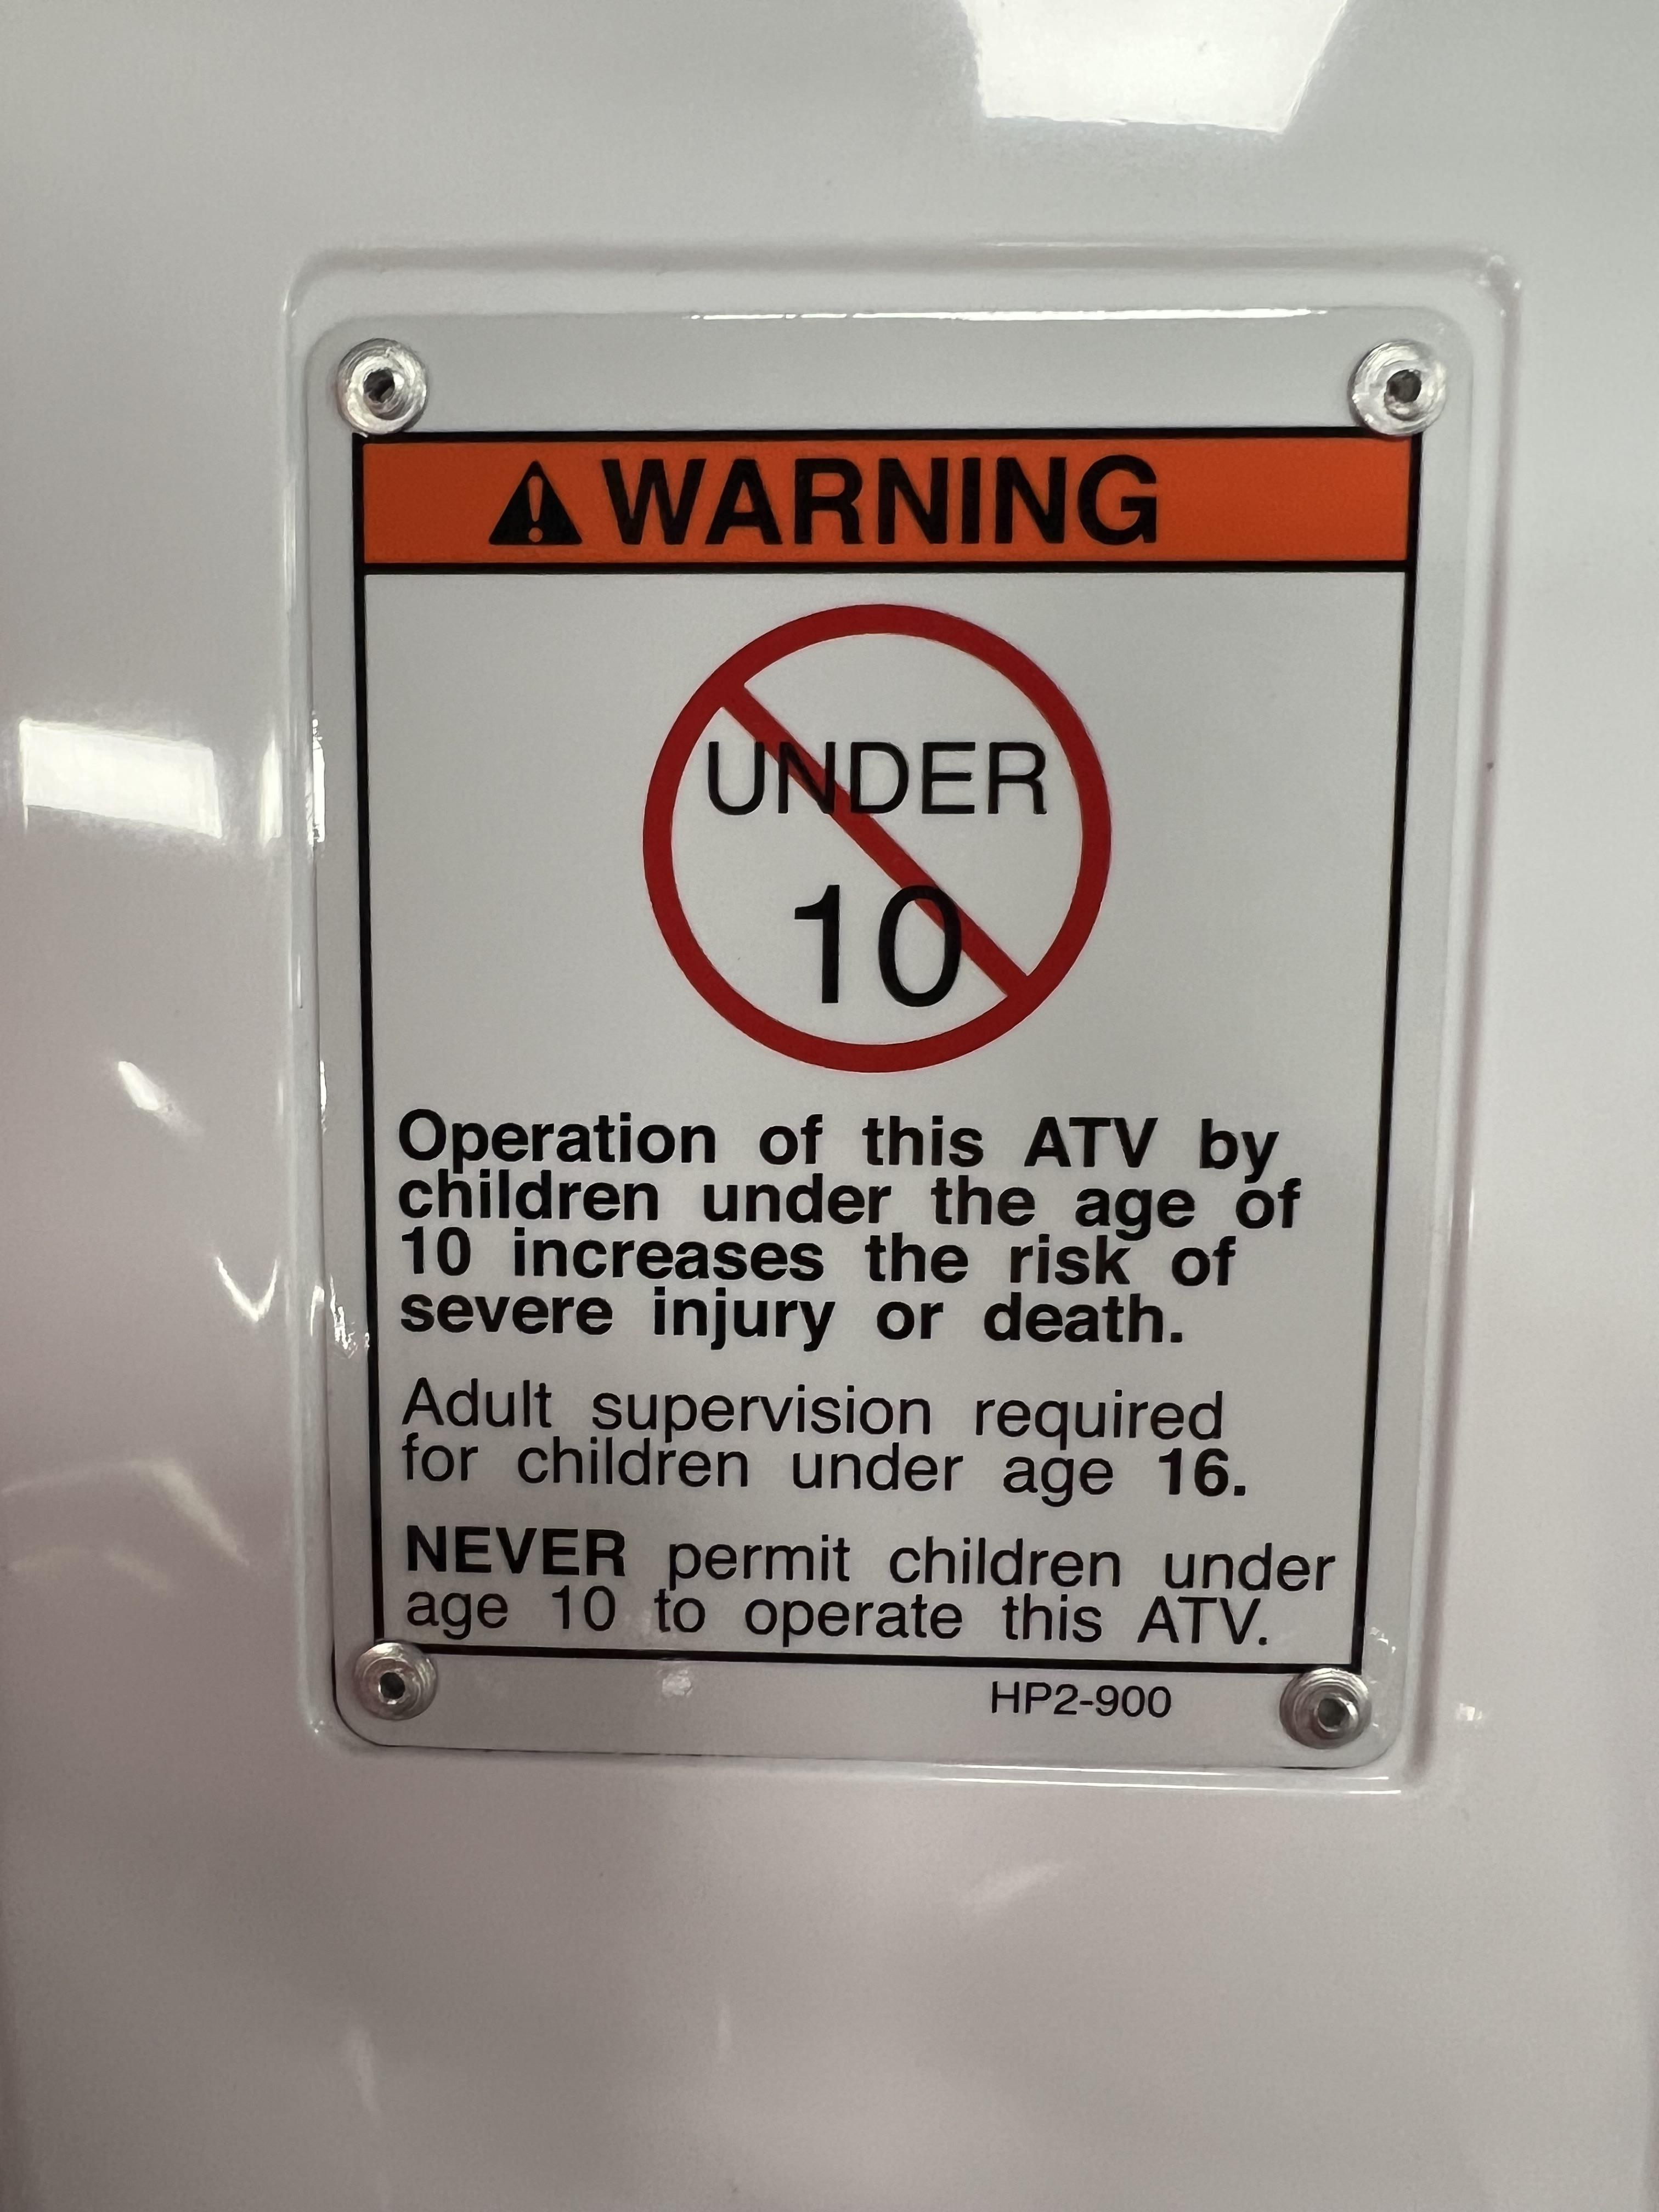 WARNING
UNDER
10
Operation of this ATV by
children under the age of
10 increases the risk of
severe injury or death.
Adult supervision required
for children under age 16.
NEVER permit children under
age 10 to operate this ATV.
HP2-900